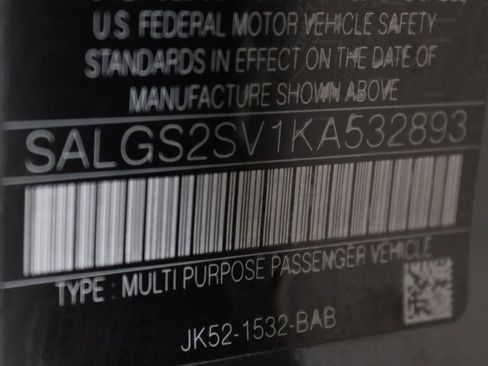 U.S FEDERAL MOTOR VEHICLE SAFETY
STANDARDS IN EFFECT ON THE DATE OF
MANUFACTURE SHOWN ABOVE
SALGS2SV1KA532893
TYPE : MULTI PURPOSE PASSENGER VEHICLE
JK52-1532-BAB